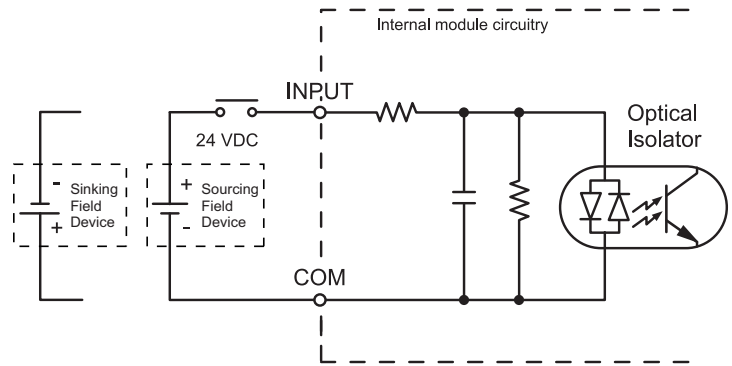 Internal module circuitry
INPUT
24 VDC
Optical
Isolator
- Sinking
Field
+ Device
+ Sourcing
Field
- Device
COM